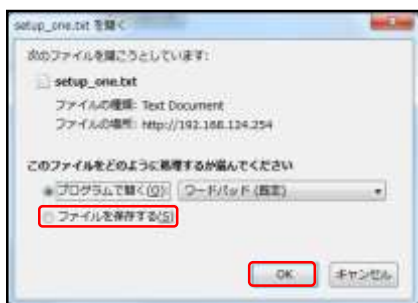 setup_one.txt を開く
次のファイルを開こうとしています:
setup_one.txt
ファイルの種類: Text Document
ファイルの場所: http://192.168.124.254
このファイルをどのように処理するか選んでください
プログラムで開く(O): ワードパッド (既定)
ファイルを保存する(S)
OK キャンセル